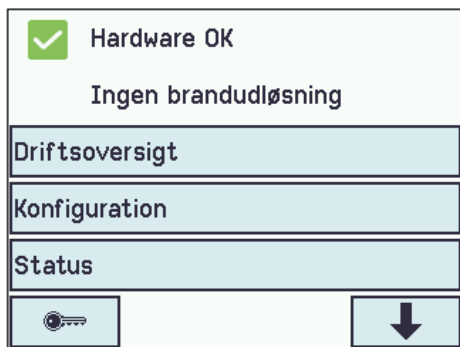 Hardware OK
Ingen brandudløsning
Driftsoversigt
Konfiguration
Status